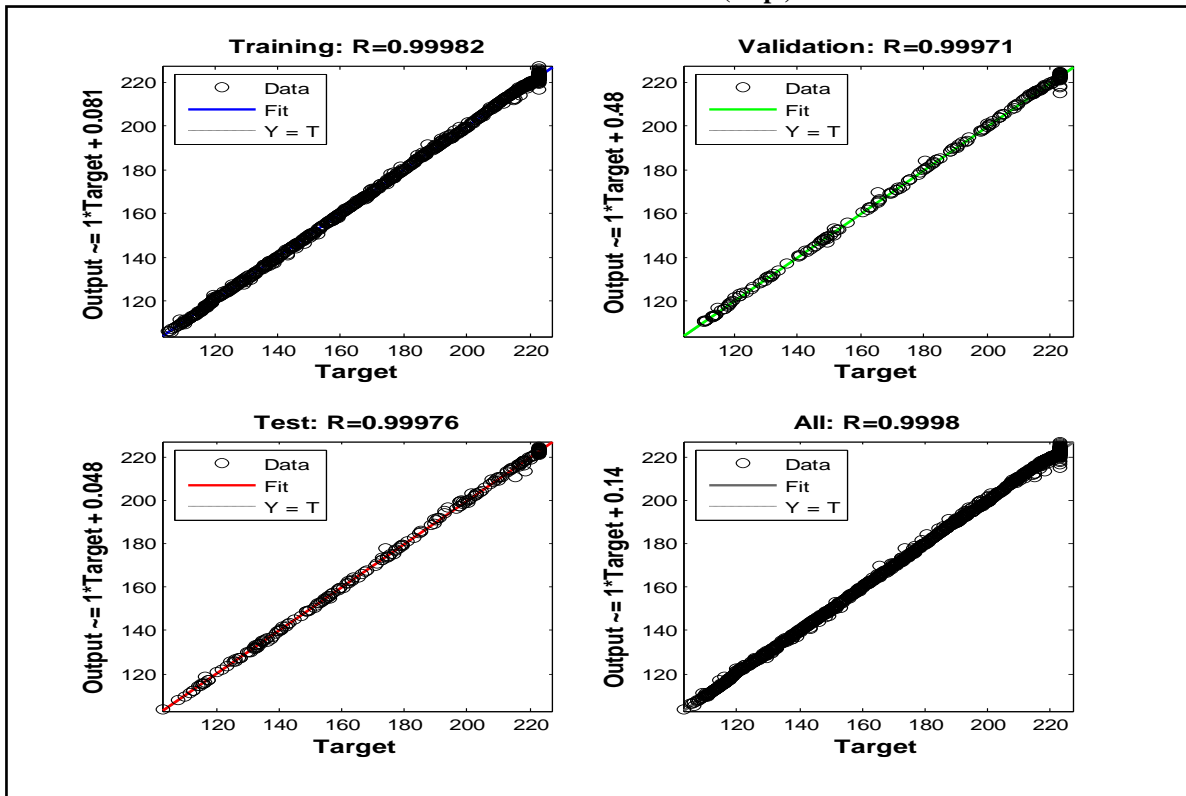 Training: R=0.99982
Output ~= 1*Target + 0.081
220
200
180
160
140
120
Data
Fit
Y = T
120 140 160 180 200 220
Target
Validation: R=0.99971
Output ~= 1*Target + 0.48
220
200
180
160
140
120
Data
Fit
Y = T
120 140 160 180 200 220
Target
Test: R=0.99976
Output ~= 1*Target + 0.048
220
200
180
160
140
120
Data
Fit
Y = T
120 140 160 180 200 220
Target
All: R=0.9998
Output ~= 1*Target + 0.14
220
200
180
160
140
120
Data
Fit
Y = T
120 140 160 180 200 220
Target